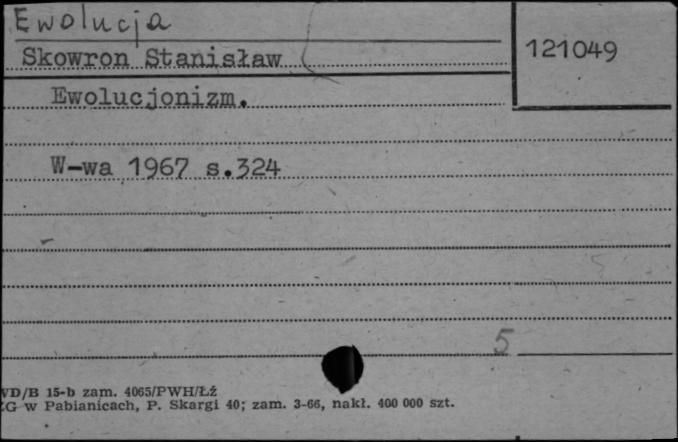 Ewolucja
Skowron Stanisław
121049
Ewolucjonizm.
W-wa 1967 s.324
5
VD/B 15-b zam. 4065/PWH/Łź
ZG w Pabianicach, P. Skargi 40; zam. 3-66, nakł. 400 000 szt.